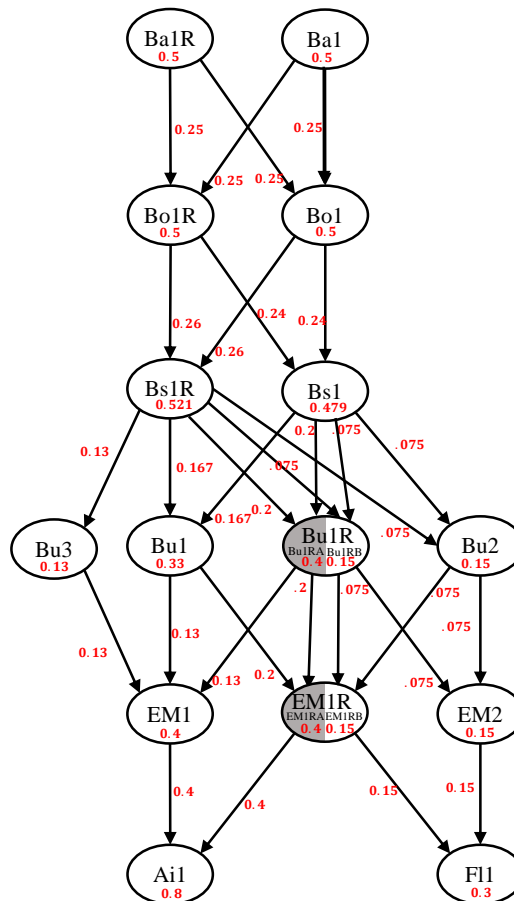 Ba1R Ba1
0.5 0.5
0.25 0.25
0.25 0.25
Bo1R Bo1
0.5 0.5
0.26 0.26 0.24 0.24
Bs1R Bs1
0.521 0.479
0.13 0.167 .075 0.2 .075 .075
0.167 0.2 .075
Bu3 Bu1 Bu1R Bu2
Bu1RA Bu1RB
0.13 0.33 0.4 0.15 0.15
.2 .075 .075
0.13 0.13 0.13 0.2 .075 .075
EM1 EM1R EM2
EM1RA EM1RB
0.4 0.4 0.15 0.15
0.4 0.4 0.15 0.15
Ai1 Fl1
0.8 0.3